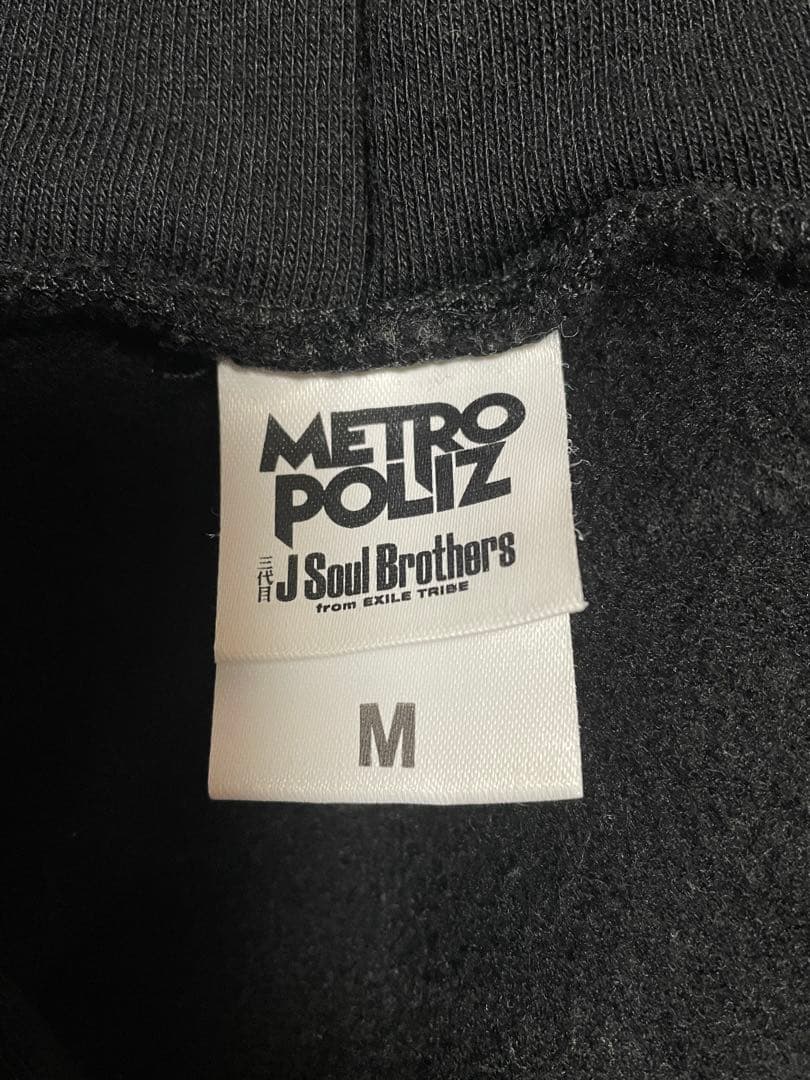 METRO
POLIZ
三代目 J Soul Brothers
from EXILE TRIBE
M